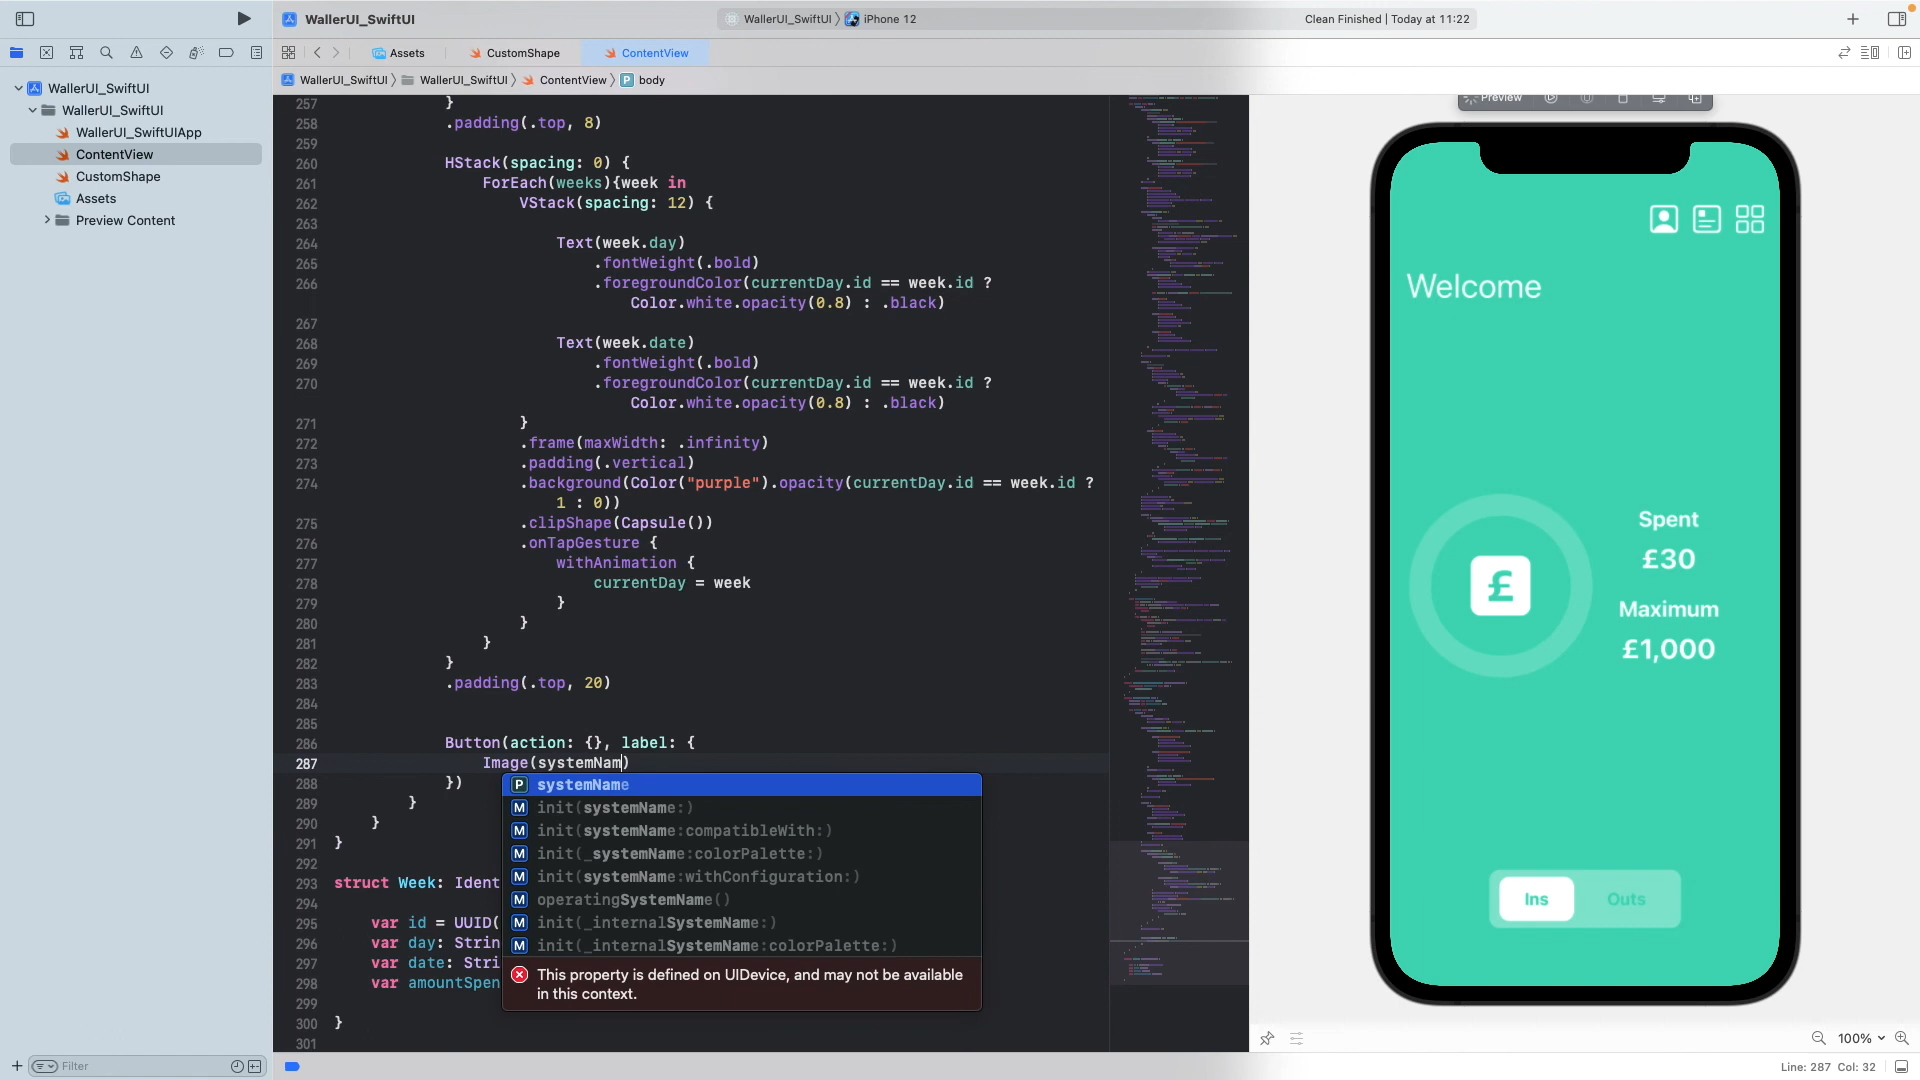 WallerUI_SwiftUI
WallerUI_SwiftUI
iPhone 12
Clean Finished | Today at 11:22
Assets
CustomShape
ContentView
WallerUI_SwiftUI
WallerUI_SwiftUI
ContentView
body
WallerUI_SwiftUI
WallerUI_SwiftUI
WallerUI_SwiftUIApp
ContentView
CustomShape
Assets
Preview Content
Filter
257 }
258 .padding(.top, 8)
259
260 HStack(spacing: 0) {
261 ForEach(weeks){week in
262 VStack(spacing: 12) {
263
264 Text(week.day)
265 .fontWeight(.bold)
266 .foregroundColor(currentDay.id == week.id ?
Color.white.opacity(0.8) : .black)
267
268 Text(week.date)
269 .fontWeight(.bold)
270 .foregroundColor(currentDay.id == week.id ?
Color.white.opacity(0.8) : .black)
271 }
272 .frame(maxWidth: .infinity)
273 .padding(.vertical)
274 .background(Color("purple").opacity(currentDay.id == week.id ?
1 : 0))
275 .clipShape(Capsule())
276 .onTapGesture {
277 withAnimation {
278 currentDay = week
279 }
280 }
281 }
282 }
283 .padding(.top, 20)
284
285
286 Button(action: {}, label: {
287 Image(systemNam)
288 })
289 }
290 }
291 }
292
293 struct Week: Ident
294
295 var id = UUID(
296 var day: Strin
297 var date: Stri
298 var amountSpen
299
300 }
301
P systemName
M init(systemName:)
M init(systemName:compatibleWith:)
M init(_systemName:colorPalette:)
M init(systemName:withConfiguration:)
M operatingSystemName()
M init(_internalSystemName:)
M init(_internalSystemName:colorPalette:)
This property is defined on UIDevice, and may not be available
in this context.
Preview
Welcome
£
Spent
£30
Maximum
£1,000
Ins
Outs
100%
Line: 287 Col: 32